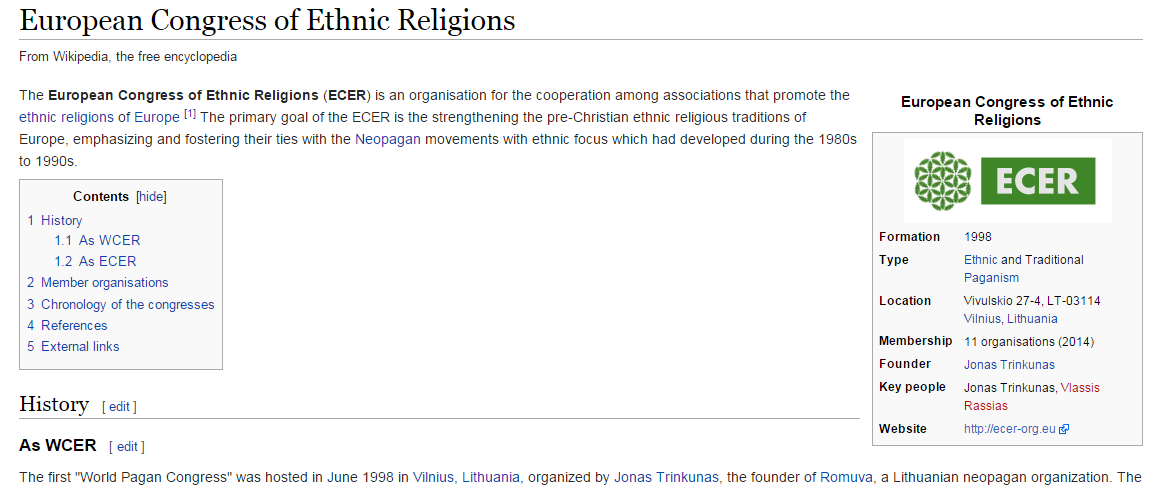 European Congress of Ethnic Religions
From Wikipedia, the free encyclopedia
The European Congress of Ethnic Religions (ECER) is an organisation for the cooperation among associations that promote the
ethnic religions of Europe [1] The primary goal of the ECER is the strengthening the pre-Christian ethnic religious traditions of
Europe, emphasizing and fostering their ties with the Neopagan movements with ethnic focus which had developed during the 1980s
to 1990s.
Contents [hide]
1 History
1.1 As WCER
1.2 As ECER
2 Member organisations
3 Chronology of the congresses
4 References
5 External links
European Congress of Ethnic
Religions
ECER
Formation 1998
Type Ethnic and Traditional
Paganism
Location Vivulskio 27-4, LT-03114
Vilnius, Lithuania
Membership 11 organisations (2014)
Founder Jonas Trinkunas
Key people Jonas Trinkunas, Vlassis
Rassias
Website http://ecer-org.eu
History [ edit ]
As WCER [ edit ]
The first "World Pagan Congress" was hosted in June 1998 in Vilnius, Lithuania, organized by Jonas Trinkunas, the founder of Romuva, a Lithuanian neopagan organization. The